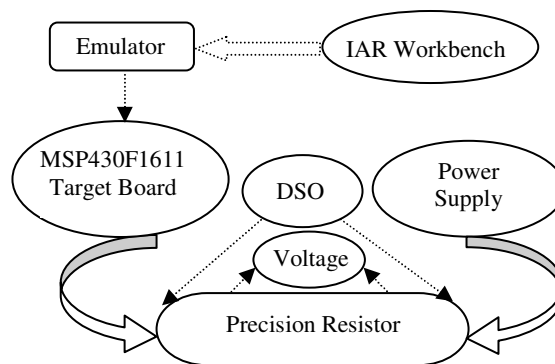 Emulator
IAR Workbench
MSP430F1611
Target Board
DSO
Power
Supply
Voltage
Precision Resistor